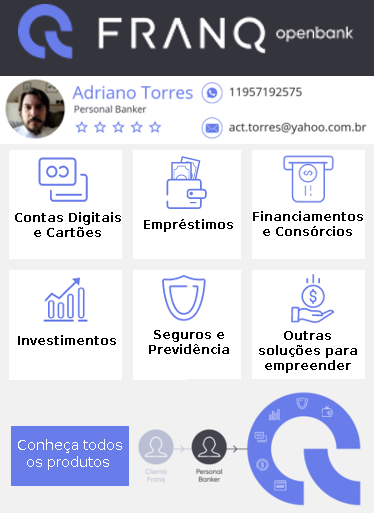 FRANQ openbank
Adriano Torres
Personal Banker
11957192575
act.torres@yahoo.com.br
Contas Digitais
e Cartões
Empréstimos
Financiamentos
e Consórcios
Investimentos
Seguros e
Previdência
Outras
soluções para
empreender
Conheça todos
os produtos
Cliente
Franq
Personal
Banker